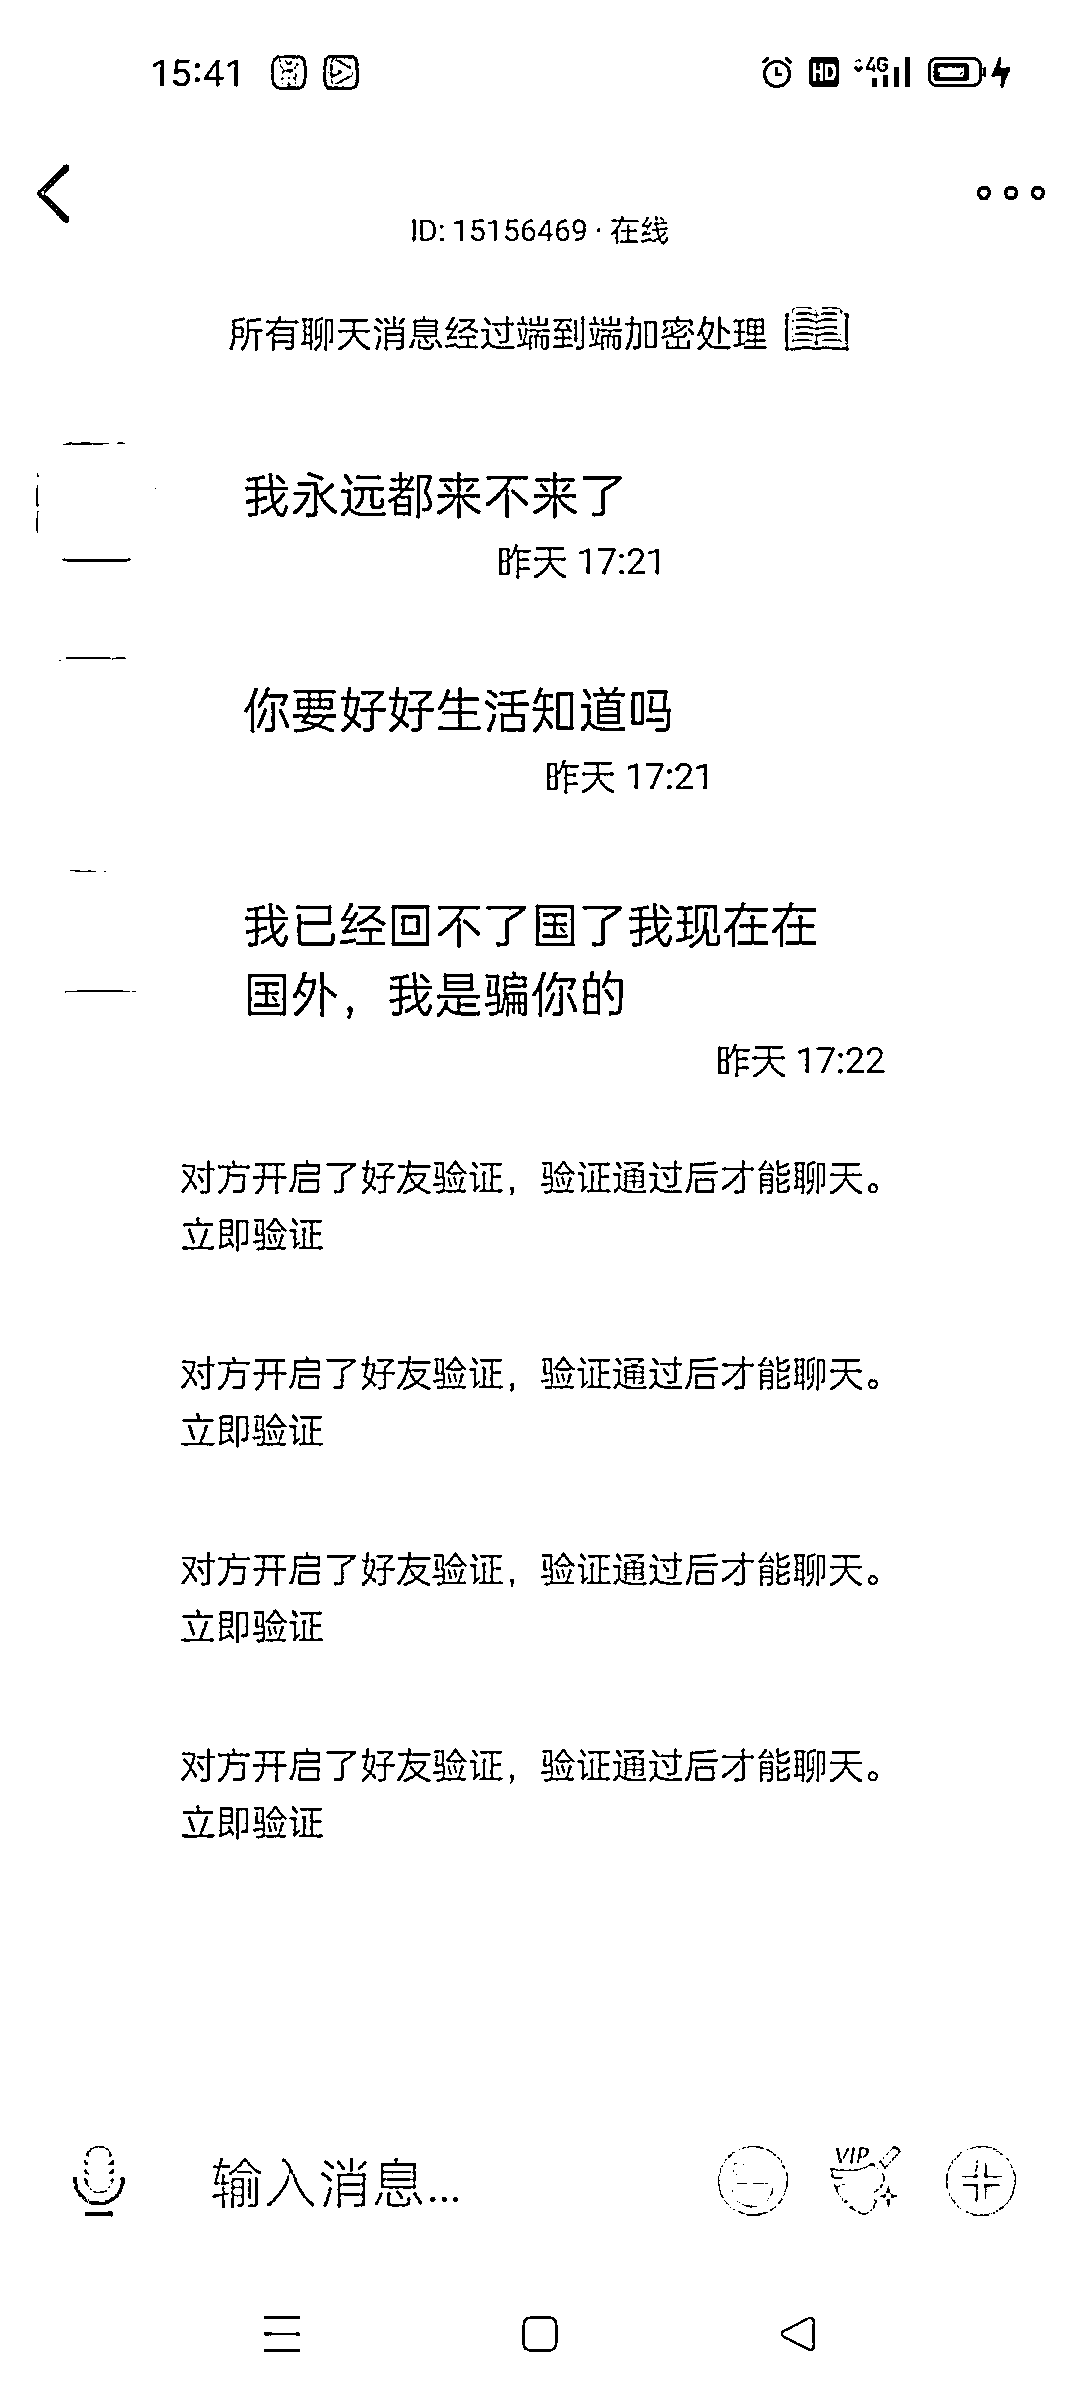 15:41
HD
4G
ID: 15156469 · 在线
所有聊天消息经过端到端加密处理
我永远都来不来了
昨天 17:21
你要好好生活知道吗
昨天 17:21
我已经回不了国了我现在在
国外，我是骗你的
昨天 17:22
对方开启了好友验证，验证通过后才能聊天。
立即验证
对方开启了好友验证，验证通过后才能聊天。
立即验证
对方开启了好友验证，验证通过后才能聊天。
立即验证
对方开启了好友验证，验证通过后才能聊天。
立即验证
输入消息...
VIP